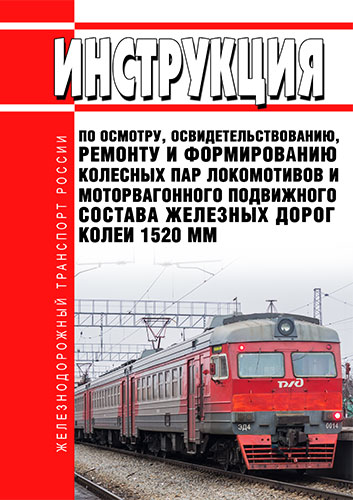 ИНСТРУКЦИЯ
ПО ОСМОТРУ, ОСВИДЕТЕЛЬСТВОВАНИЮ,
РЕМОНТУ И ФОРМИРОВАНИЮ
КОЛЕСНЫХ ПАР ЛОКОМОТИВОВ И
МОТОРВАГОННОГО ПОДВИЖНОГО
СОСТАВА ЖЕЛЕЗНЫХ ДОРОГ
КОЛЕИ 1520 ММ
ЖЕЛЕЗНОДОРОЖНЫЙ ТРАНСПОРТ РОССИИ
РЖД
ЭД4 0014